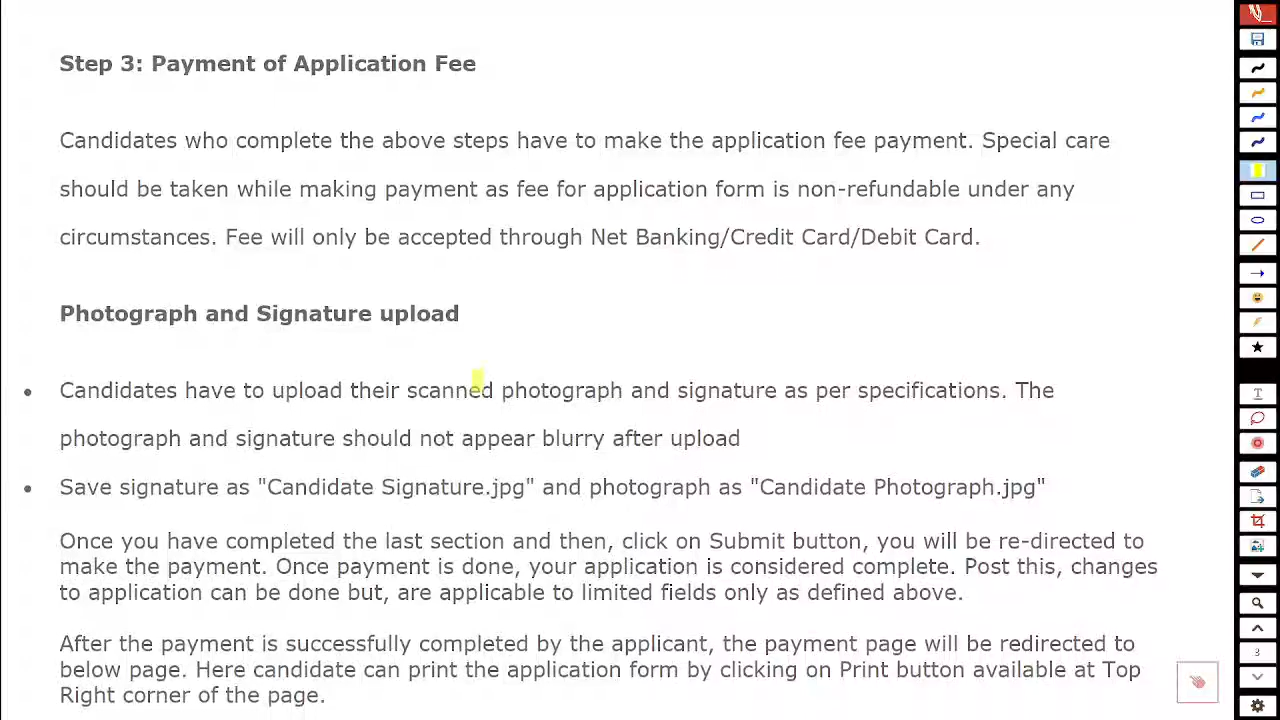 Step 3: Payment of Application Fee
Candidates who complete the above steps have to make the application fee payment. Special care
should be taken while making payment as fee for application form is non-refundable under any
circumstances. Fee will only be accepted through Net Banking/Credit Card/Debit Card.
Photograph and Signature upload
• Candidates have to upload their scanned photograph and signature as per specifications. The
photograph and signature should not appear blurry after upload
• Save signature as "Candidate Signature.jpg" and photograph as "Candidate Photograph.jpg"
Once you have completed the last section and then, click on Submit button, you will be re-directed to
make the payment. Once payment is done, your application is considered complete. Post this, changes
to application can be done but, are applicable to limited fields only as defined above.
After the payment is successfully completed by the applicant, the payment page will be redirected to
below page. Here candidate can print the application form by clicking on Print button available at Top
Right corner of the page.
T
3